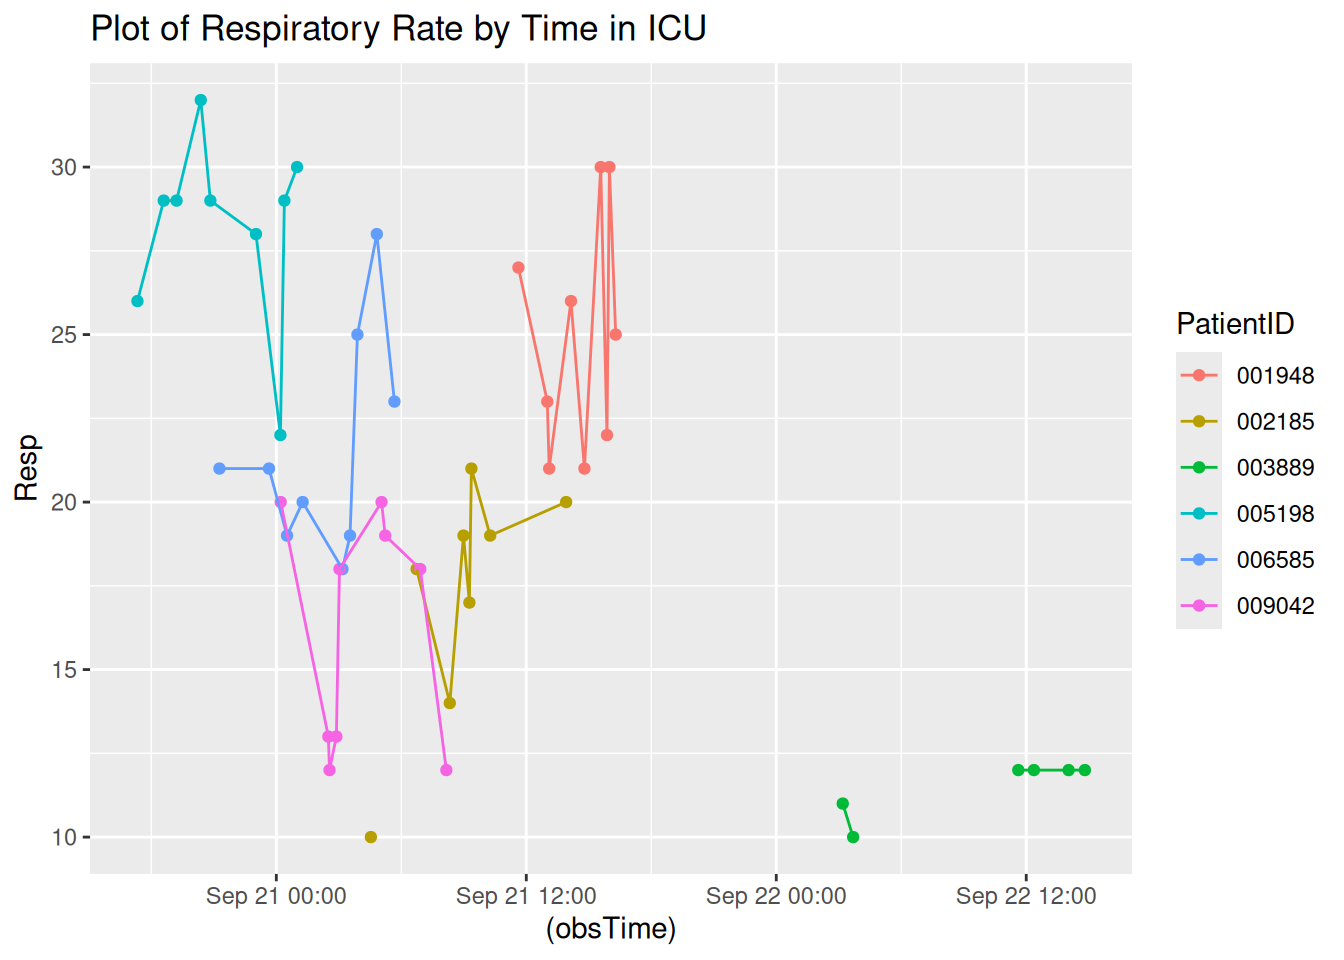 Plot of Respiratory Rate by Time in ICU
Resp
30
25
20
15
10
Sep 21 00:00
Sep 21 12:00
Sep 22 00:00
Sep 22 12:00
(obsTime)
PatientID
001948
002185
003889
005198
006585
009042